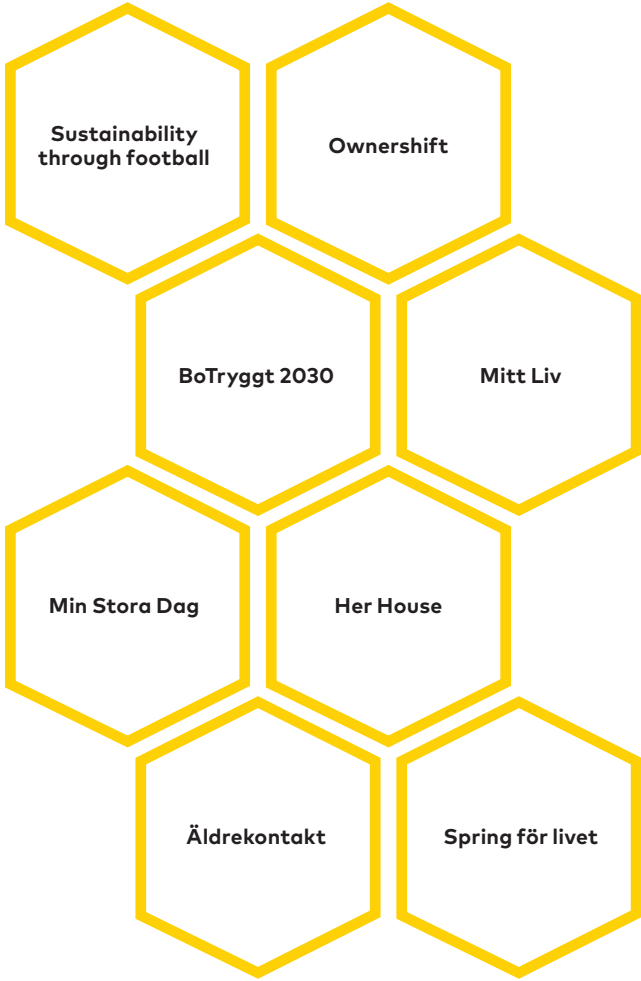 Sustainability
through football
Ownershift
BoTryggt 2030
Mitt Liv
Min Stora Dag
Her House
Äldrekontakt
Spring för livet